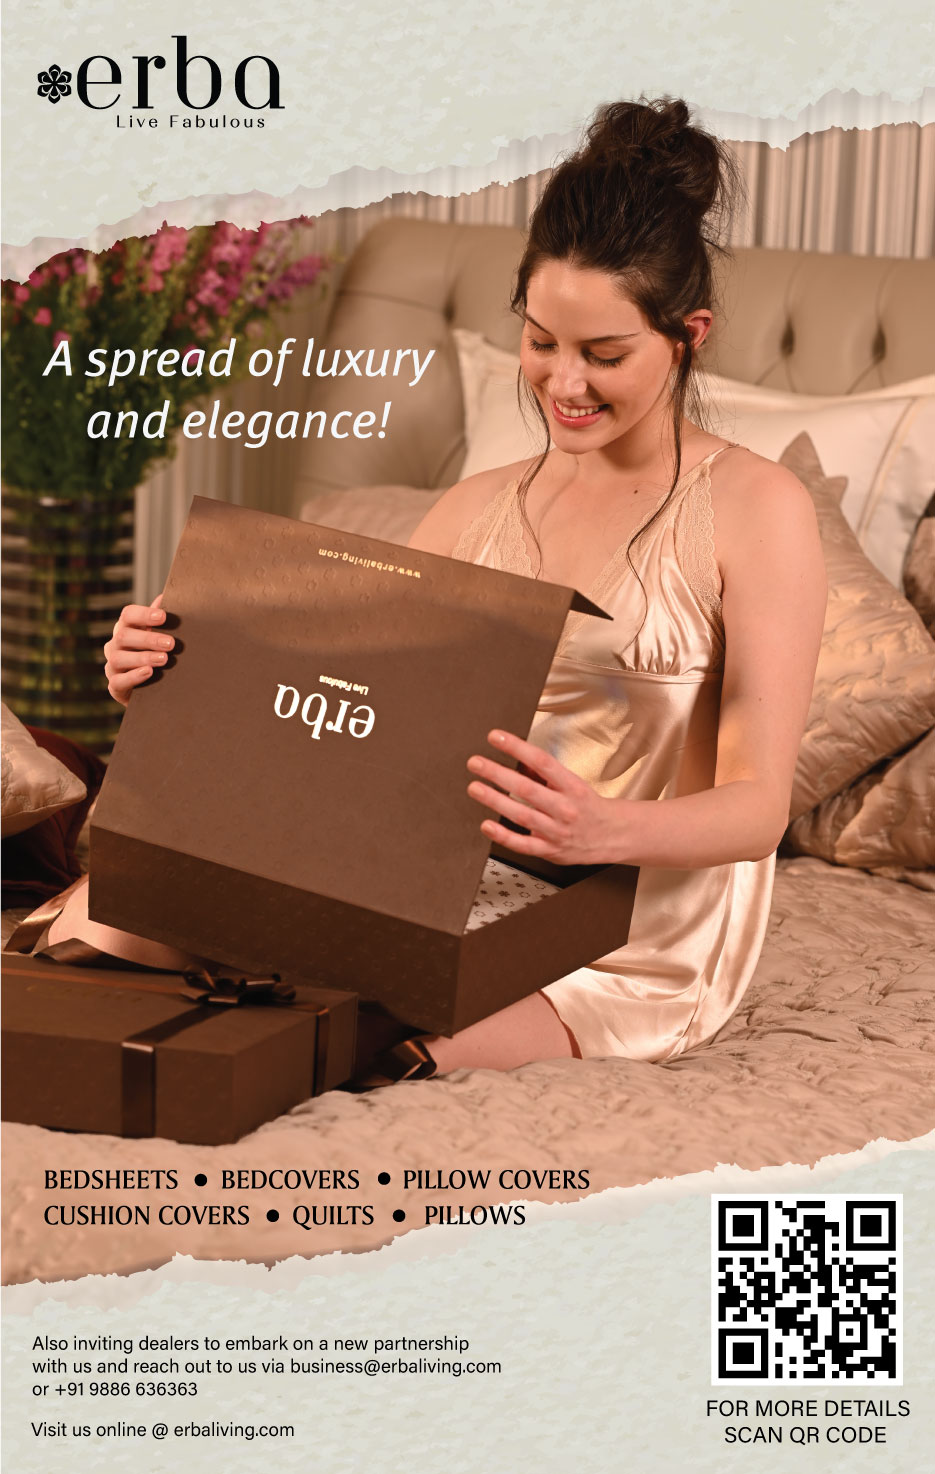 erba
Live Fabulous
A spread of luxury
and elegance!
www.erbaliving.com
Live Fabulous
erba
BEDSHEETS • BEDCOVERS • PILLOW COVERS
CUSHION COVERS • QUILTS • PILLOWS
Also inviting dealers to embark on a new partnership
with us and reach out to us via business@erbaliving.com
or +91 9886 636363
Visit us online @ erbaliving.com
FOR MORE DETAILS
SCAN QR CODE